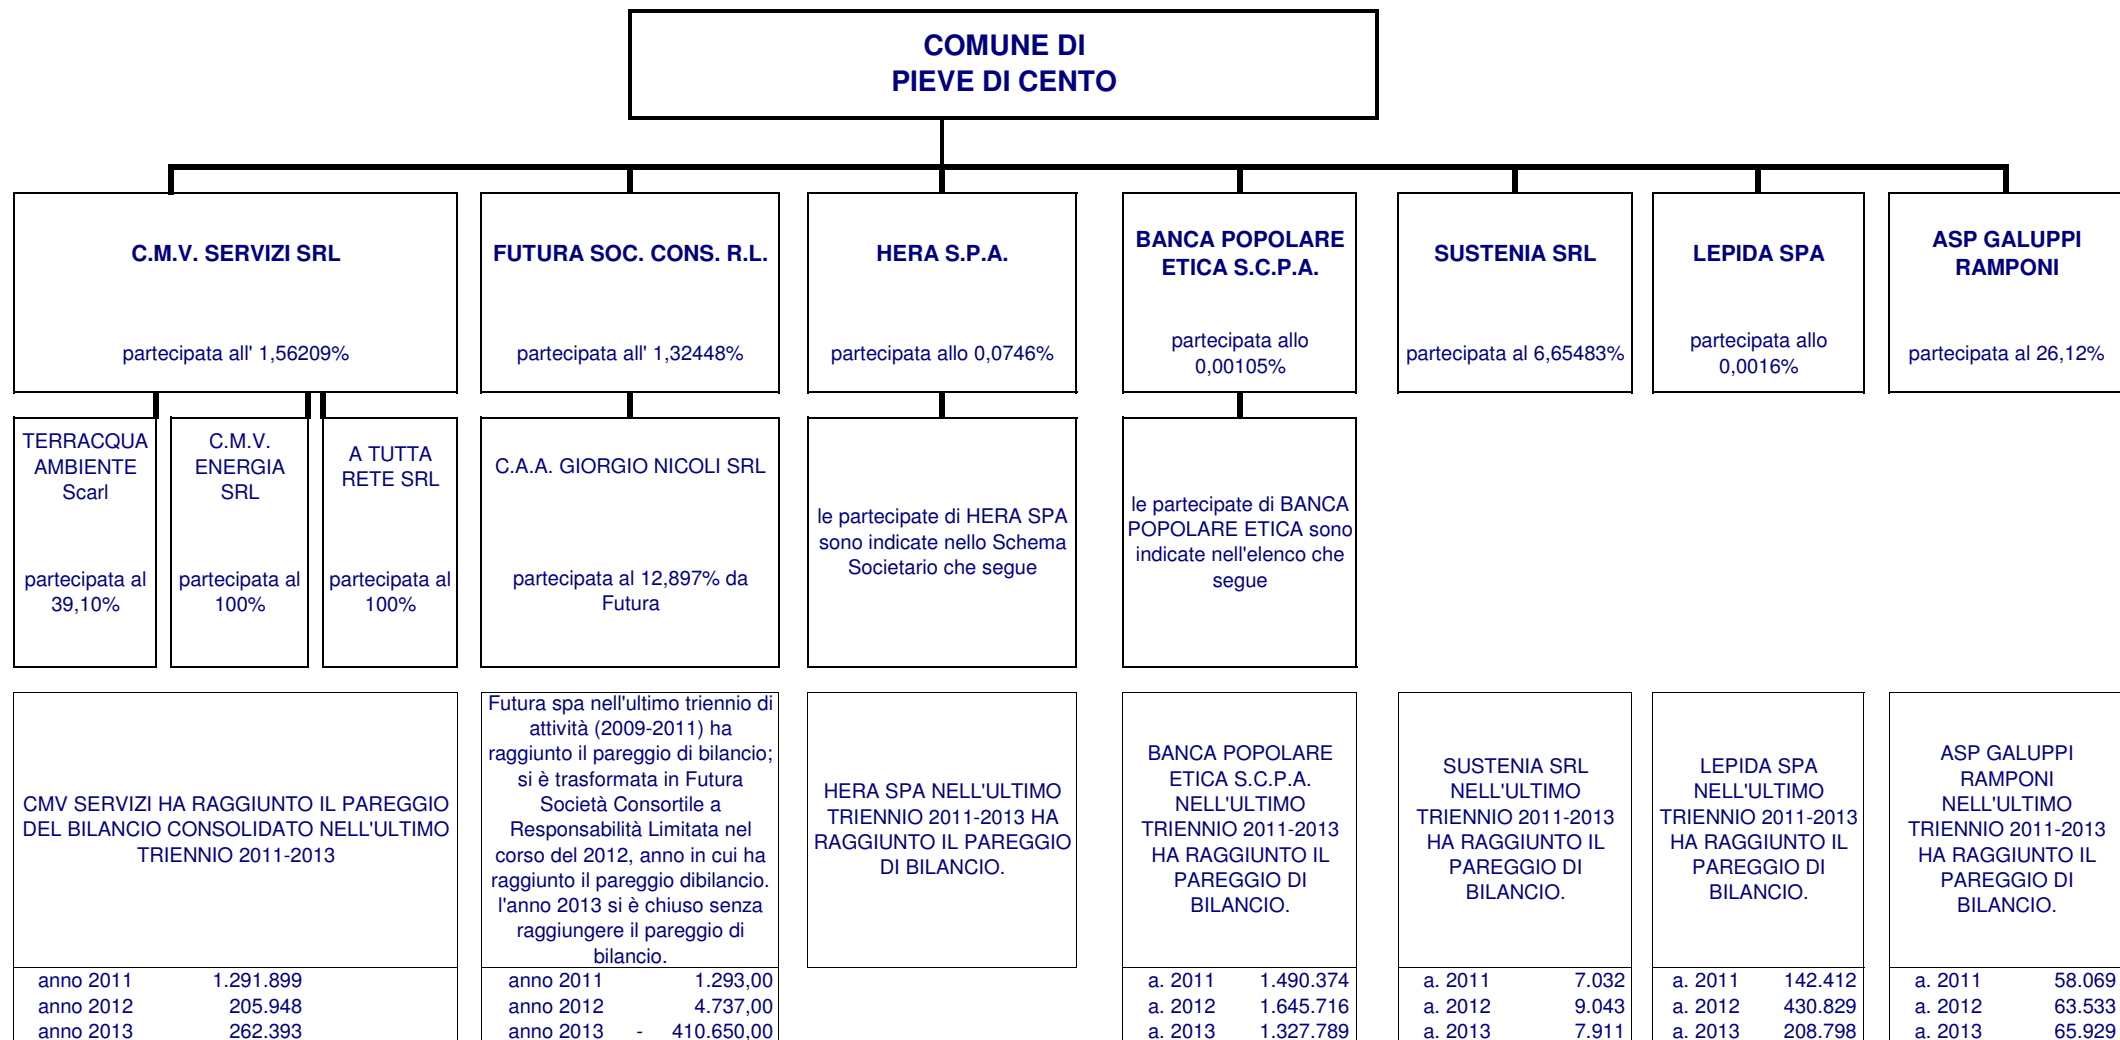 COMUNE DI
PIEVE DI CENTO
C.M.V. SERVIZI SRL
partecipata all' 1,56209%
FUTURA SOC. CONS. R.L.
partecipata all' 1,32448%
HERA S.P.A.
partecipata allo 0,0746%
BANCA POPOLARE
ETICA S.C.P.A.
partecipata allo
0,00105%
SUSTENIA SRL
partecipata al 6,65483%
LEPIDA SPA
partecipata allo
0,0016%
ASP GALUPPI
RAMPONI
partecipata al 26,12%
TERRACQUA
AMBIENTE
Scarl
partecipata al
39,10%
C.M.V.
ENERGIA
SRL
partecipata al
100%
A TUTTA
RETE SRL
partecipata al
100%
C.A.A. GIORGIO NICOLI SRL
partecipata al 12,897% da
Futura
le partecipate di HERA SPA
sono indicate nello Schema
Societario che segue
le partecipate di BANCA
POPOLARE ETICA sono
indicate nell'elenco che
segue
CMV SERVIZI HA RAGGIUNTO IL PAREGGIO
DEL BILANCIO CONSOLIDATO NELL'ULTIMO
TRIENNIO 2011-2013
anno 2011 1.291.899
anno 2012 205.948
anno 2013 262.393
Futura spa nell'ultimo triennio di
attività (2009-2011) ha
raggiunto il pareggio di bilancio;
si è trasformata in Futura
Società Consortile a
Responsabilità Limitata nel
corso del 2012, anno in cui ha
raggiunto il pareggio dibilancio.
l'anno 2013 si è chiuso senza
raggiungere il pareggio di
bilancio.
anno 2011 1.293,00
anno 2012 4.737,00
anno 2013 - 410.650,00
HERA SPA NELL'ULTIMO
TRIENNIO 2011-2013 HA
RAGGIUNTO IL PAREGGIO
DI BILANCIO.
BANCA POPOLARE
ETICA S.C.P.A.
NELL'ULTIMO
TRIENNIO 2011-2013
HA RAGGIUNTO IL
PAREGGIO DI
BILANCIO.
a. 2011 1.490.374
a. 2012 1.645.716
a. 2013 1.327.789
SUSTENIA SRL
NELL'ULTIMO
TRIENNIO 2011-2013
HA RAGGIUNTO IL
PAREGGIO DI
BILANCIO.
a. 2011 7.032
a. 2012 9.043
a. 2013 7.911
LEPIDA SPA
NELL'ULTIMO
TRIENNIO 2011-2013
HA RAGGIUNTO IL
PAREGGIO DI
BILANCIO.
a. 2011 142.412
a. 2012 430.829
a. 2013 208.798
ASP GALUPPI
RAMPONI
NELL'ULTIMO
TRIENNIO 2011-2013
HA RAGGIUNTO IL
PAREGGIO DI
BILANCIO.
a. 2011 58.069
a. 2012 63.533
a. 2013 65.929